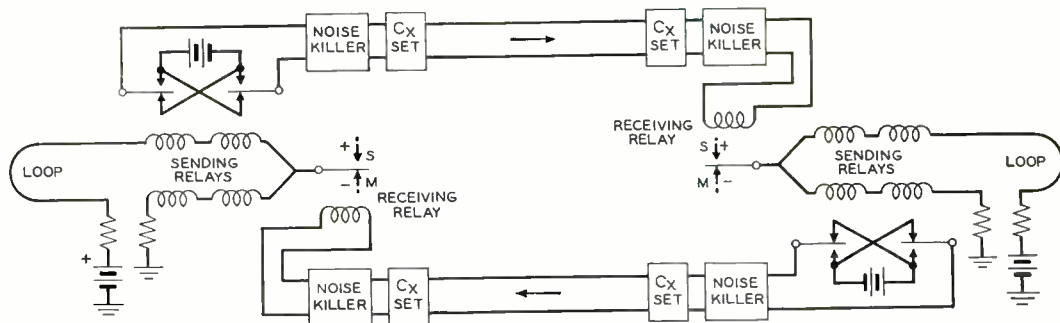 NOISE
KILLER
CX
SET
CX
SET
NOISE
KILLER
RECEIVING
RELAY
LOOP
SENDING
RELAYS
+ S
- M
RECEIVING
RELAY
S +
M -
SENDING
RELAYS
LOOP
+
NOISE
KILLER
CX
SET
CX
SET
NOISE
KILLER